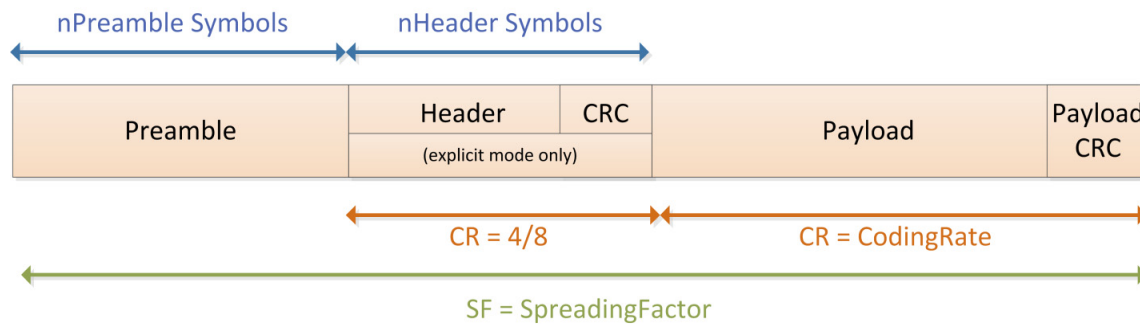 nPreamble Symbols
nHeader Symbols
Preamble
Header
CRC
(explicit mode only)
Payload
Payload
CRC
CR = 4/8
CR = CodingRate
SF = SpreadingFactor